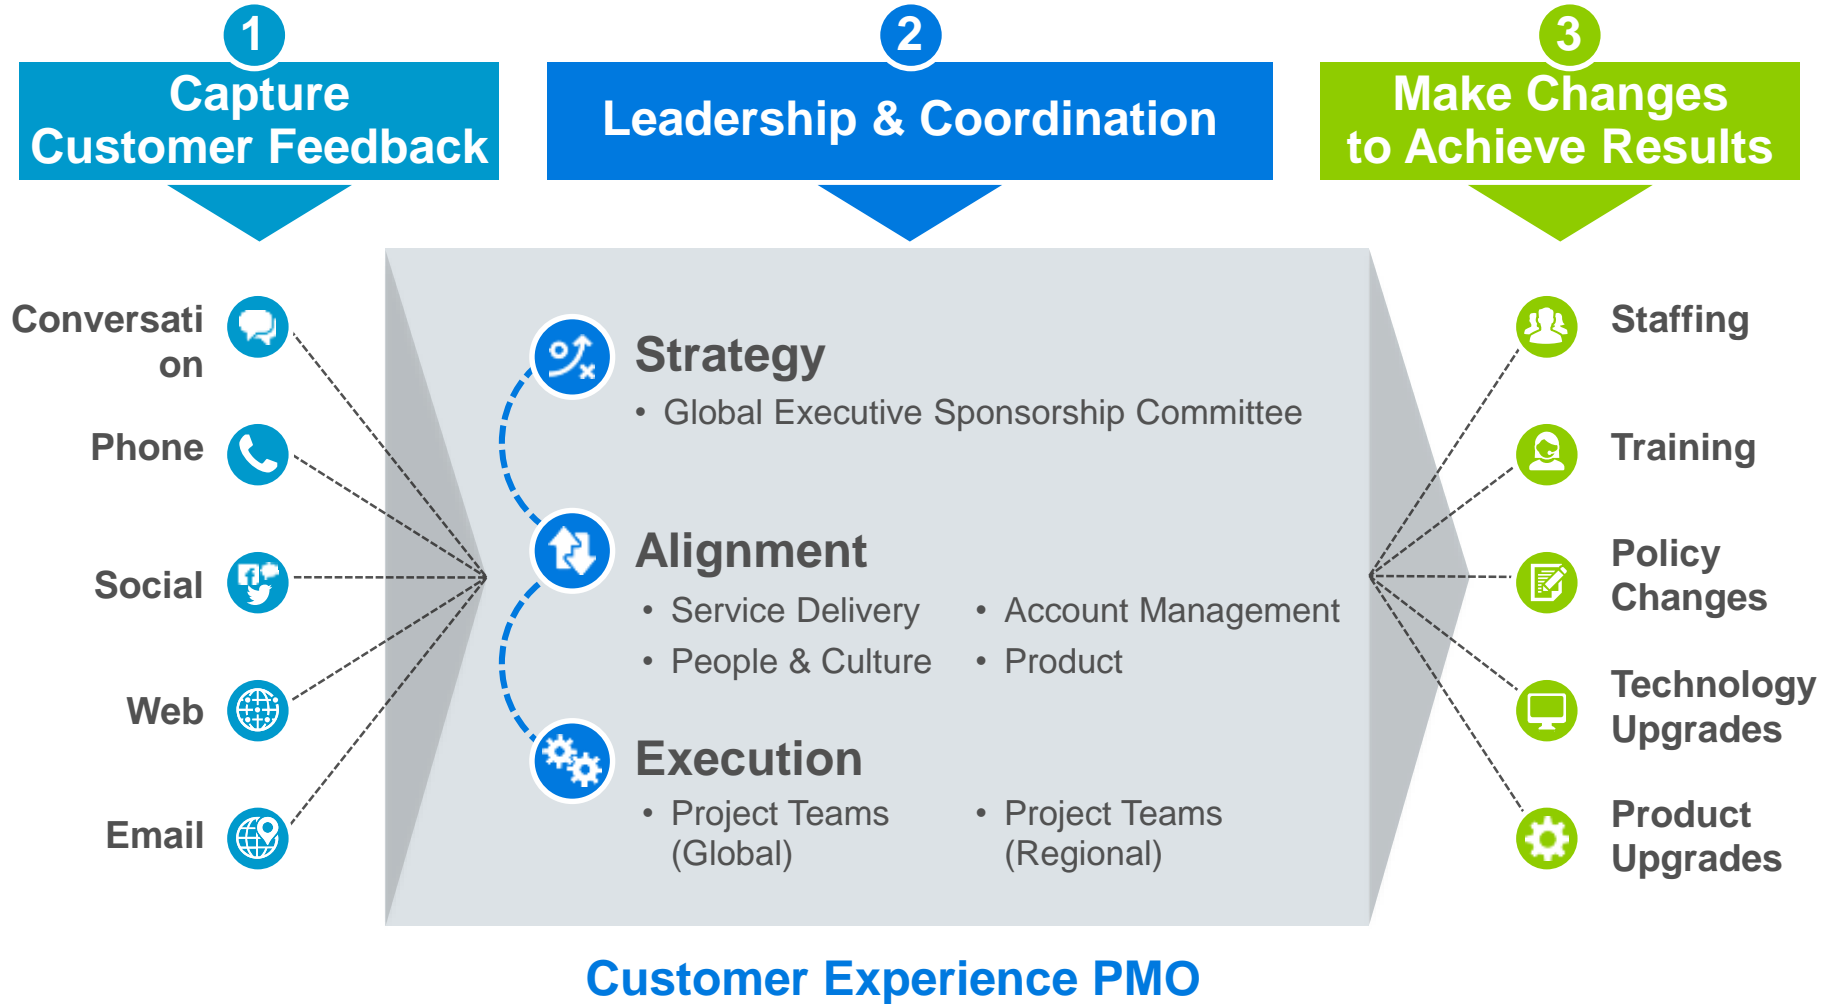 1
Capture
Customer Feedback
2
Leadership & Coordination
3
Make Changes
to Achieve Results
Conversati
on
Phone
Social
Web
Email
Strategy
• Global Executive Sponsorship Committee
Alignment
• Service Delivery
• People & Culture
• Account Management
• Product
Execution
• Project Teams
(Global)
• Project Teams
(Regional)
Staffing
Training
Policy
Changes
Technology
Upgrades
Product
Upgrades
Customer Experience PMO